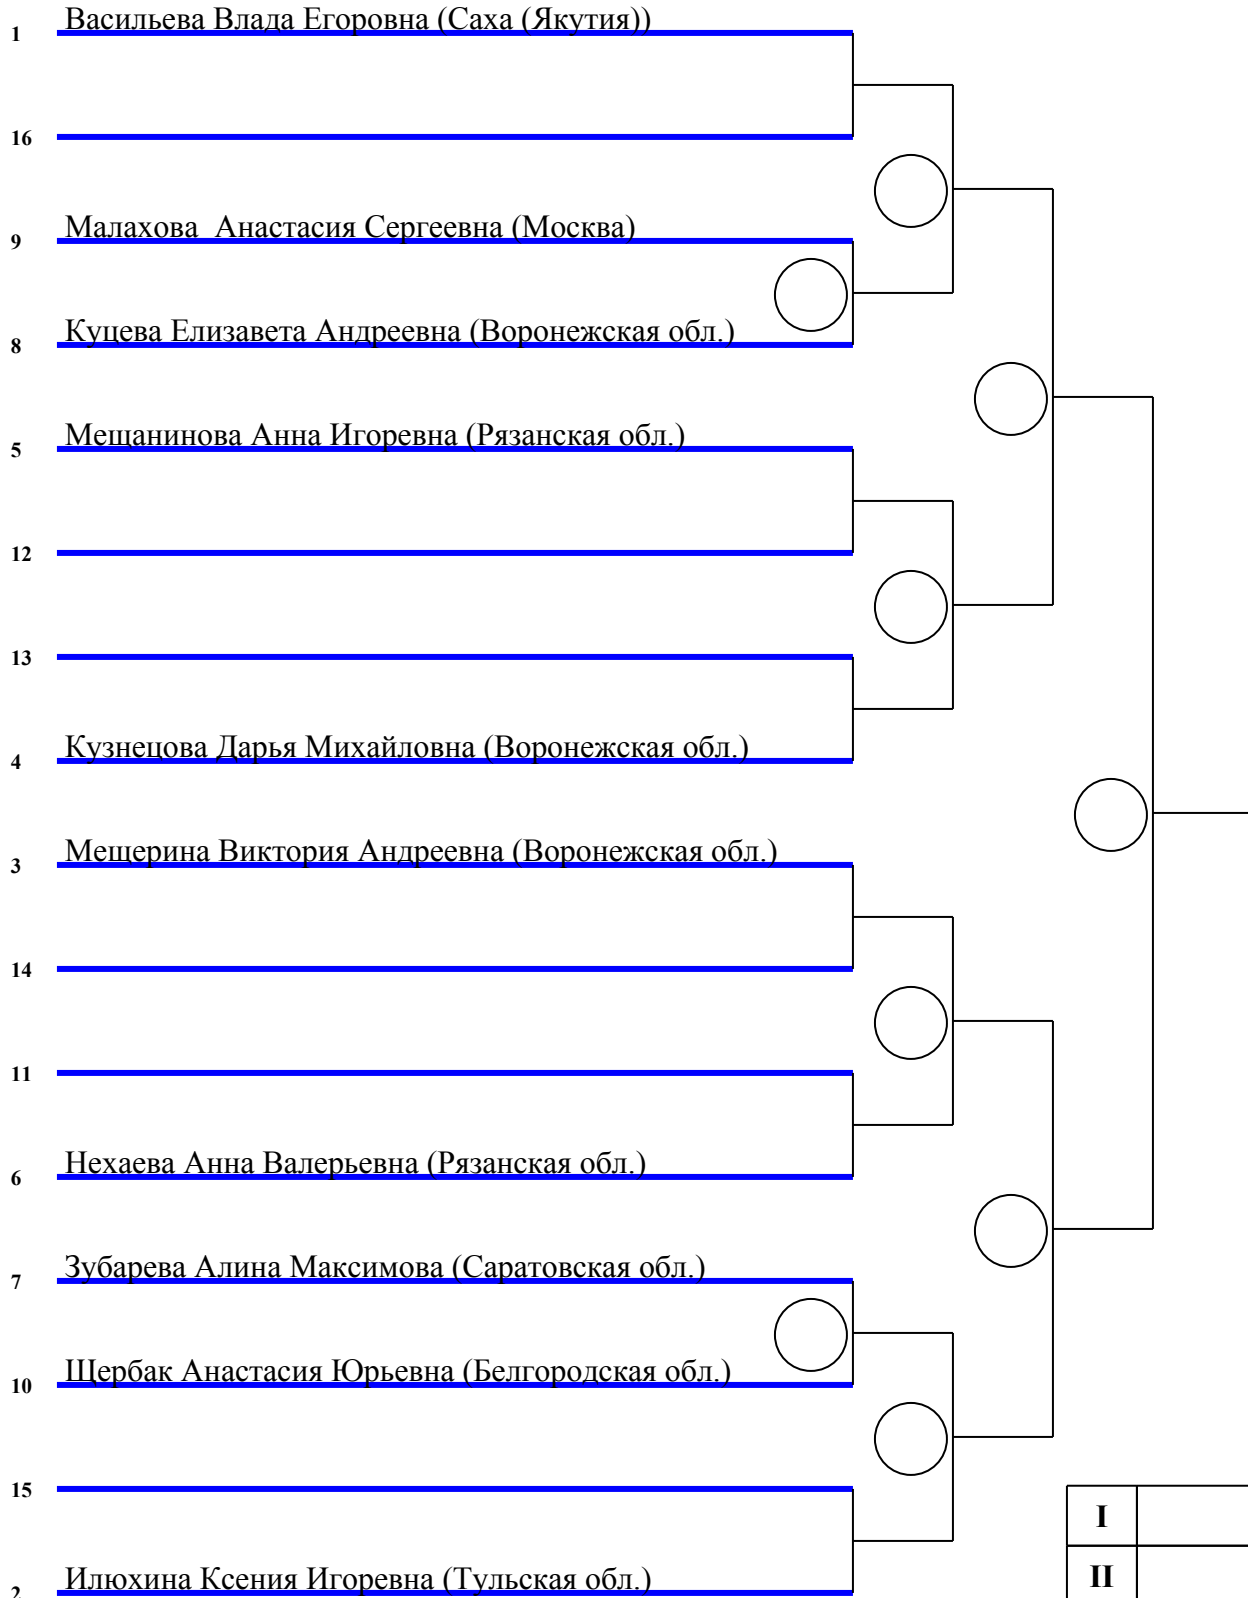 1 Васильева Влада Егоровна (Саха (Якутия))
16
9 Малахова Анастасия Сергеевна (Москва)
8 Куцева Елизавета Андреевна (Воронежская обл.)
5 Мещанинова Анна Игоревна (Рязанская обл.)
12
13
4 Кузнецова Дарья Михайловна (Воронежская обл.)
3 Мещерина Виктория Андреевна (Воронежская обл.)
14
11
6 Нехаева Анна Валерьевна (Рязанская обл.)
7 Зубарева Алина Максимова (Саратовская обл.)
10 Щербак Анастасия Юрьевна (Белгородская обл.)
15
I
II
2 Илюхина Ксения Игоревна (Тульская обл.)